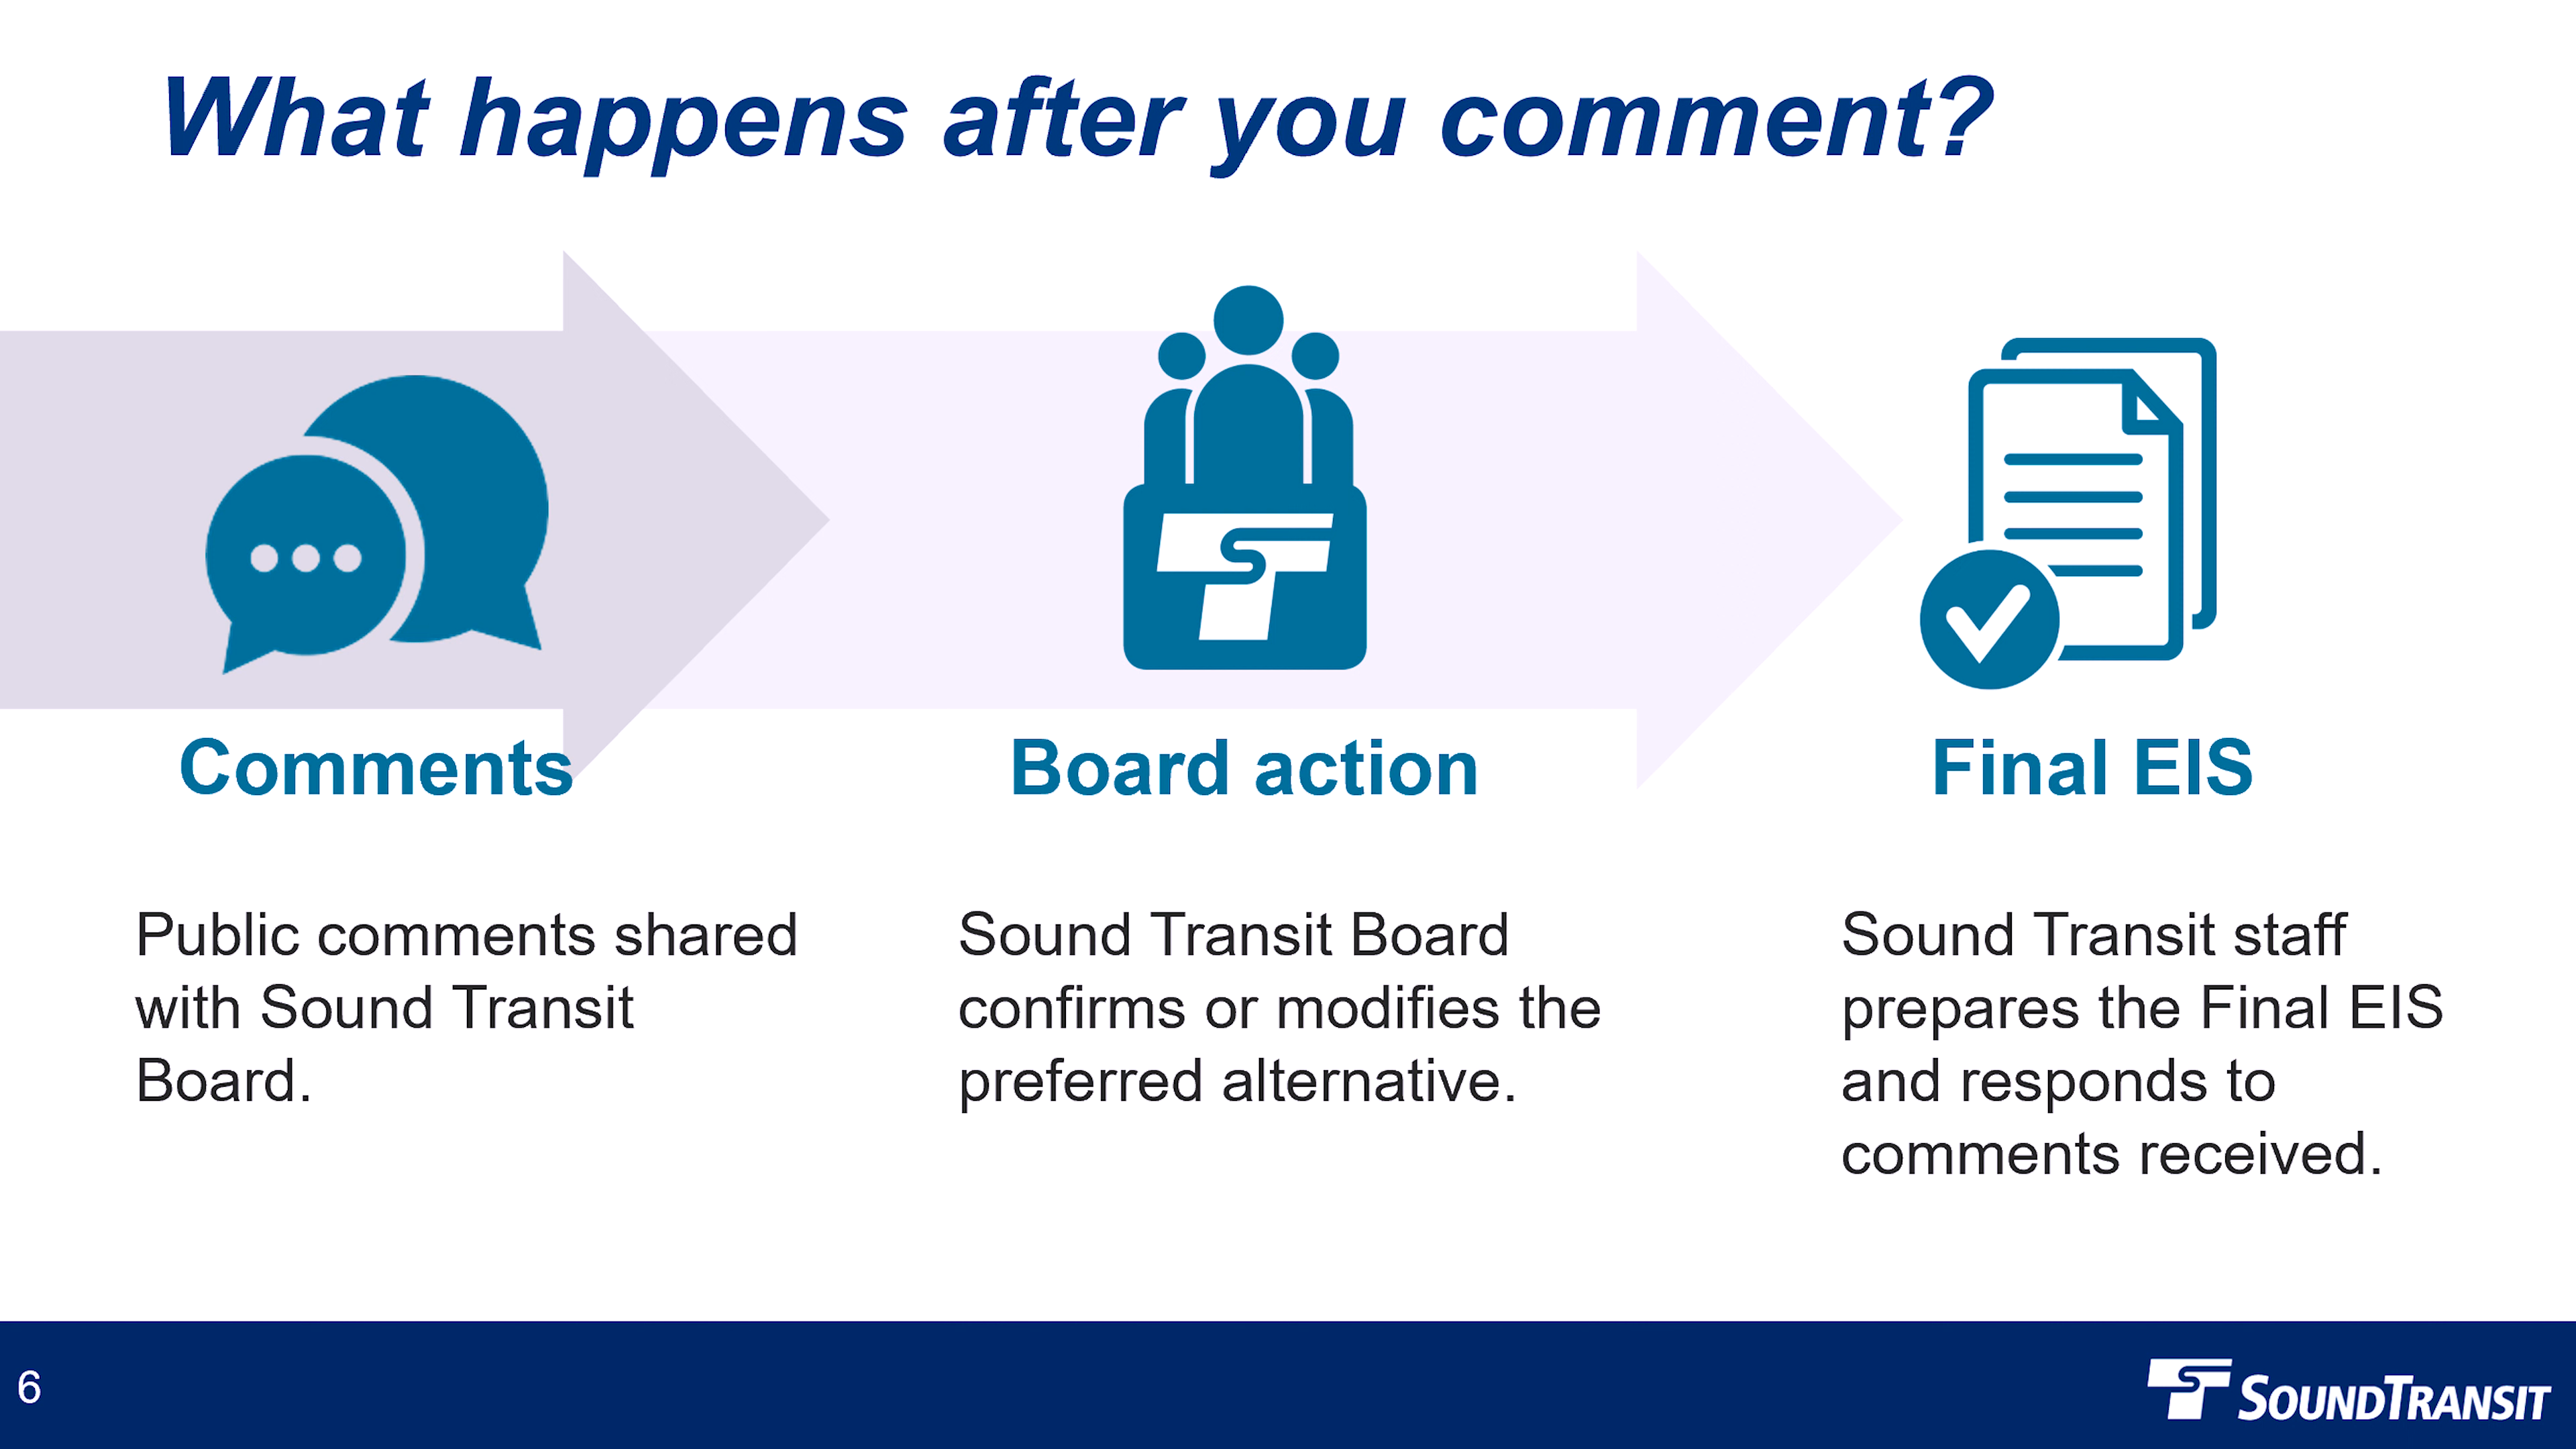 What happens after you comment?
Comments
Public comments shared
with Sound Transit
Board.
Board action
Sound Transit Board
confirms or modifies the
preferred alternative.
Final EIS
Sound Transit staff
prepares the Final EIS
and responds to
comments received.
6
SOUNDTRANSIT